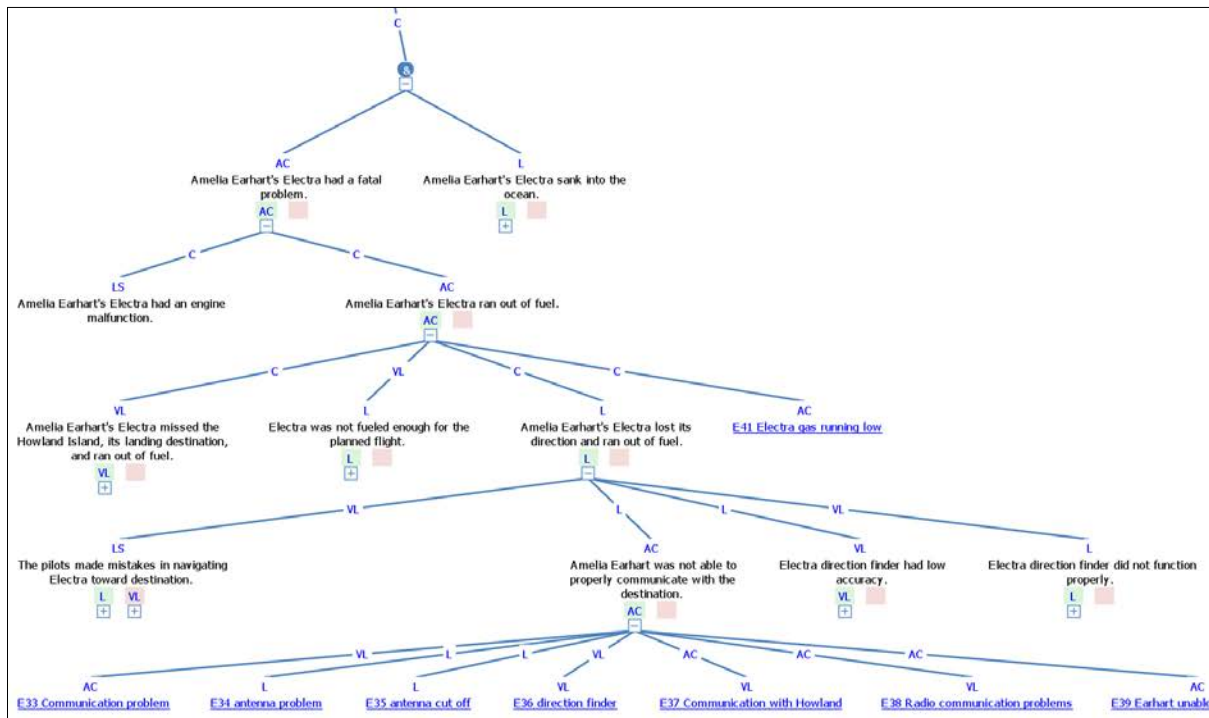 C
&
AC
L
Amelia Earhart's Electra had a fatal
problem.
Amelia Earhart's Electra sank into the
ocean.
AC
L
C
C
LS
AC
Amelia Earhart's Electra had an engine
malfunction.
Amelia Earhart's Electra ran out of fuel.
AC
C
VL
C
C
VL
L
L
AC
Amelia Earhart's Electra missed the
Howland Island, its landing destination,
and ran out of fuel.
Electra was not fueled enough for the
planned flight.
Amelia Earhart's Electra lost its
direction and ran out of fuel.
E41 Electra gas running low
VL
L
L
VL
L
L
VL
LS
AC
VL
L
The pilots made mistakes in navigating
Electra toward destination.
Amelia Earhart was not able to
properly communicate with the
destination.
Electra direction finder had low
accuracy.
Electra direction finder did not function
properly.
L VL
AC
VL
L
VL
L
L
VL
AC
AC
AC
AC
L
L
VL
VL
VL
AC
E33 Communication problem
E34 antenna problem
E35 antenna cut off
E36 direction finder
E37 Communication with Howland
E38 Radio communication problems
E39 Earhart unabl